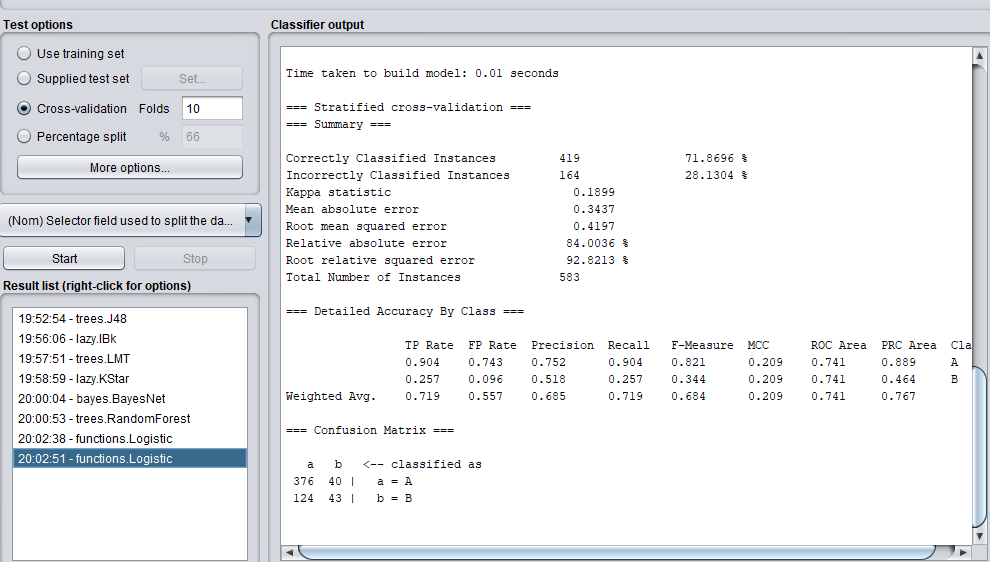 Test options
Use training set
Supplied test set Set...
Cross-validation Folds 10
Percentage split % 66
More options...
(Nom) Selector field used to split the da...
Start Stop
Result list (right-click for options)
19:52:54 - trees.J48
19:56:06 - lazy.IBk
19:57:51 - trees.LMT
19:58:59 - lazy.KStar
20:00:04 - bayes.BayesNet
20:00:53 - trees.RandomForest
20:02:38 - functions.Logistic
20:02:51 - functions.Logistic
Classifier output
Time taken to build model: 0.01 seconds
=== Stratified cross-validation ===
=== Summary ===
Correctly Classified Instances 419 71.8696 %
Incorrectly Classified Instances 164 28.1304 %
Kappa statistic 0.1899
Mean absolute error 0.3437
Root mean squared error 0.4197
Relative absolute error 84.0036 %
Root relative squared error 92.8213 %
Total Number of Instances 583
=== Detailed Accuracy By Class ===
TP Rate FP Rate Precision Recall F-Measure MCC ROC Area PRC Area Cla
0.904 0.743 0.752 0.904 0.821 0.209 0.741 0.889 A
0.257 0.096 0.518 0.257 0.344 0.209 0.741 0.464 B
Weighted Avg. 0.719 0.557 0.685 0.719 0.684 0.209 0.741 0.767
=== Confusion Matrix ===
a b <-- classified as
376 40 | a = A
124 43 | b = B